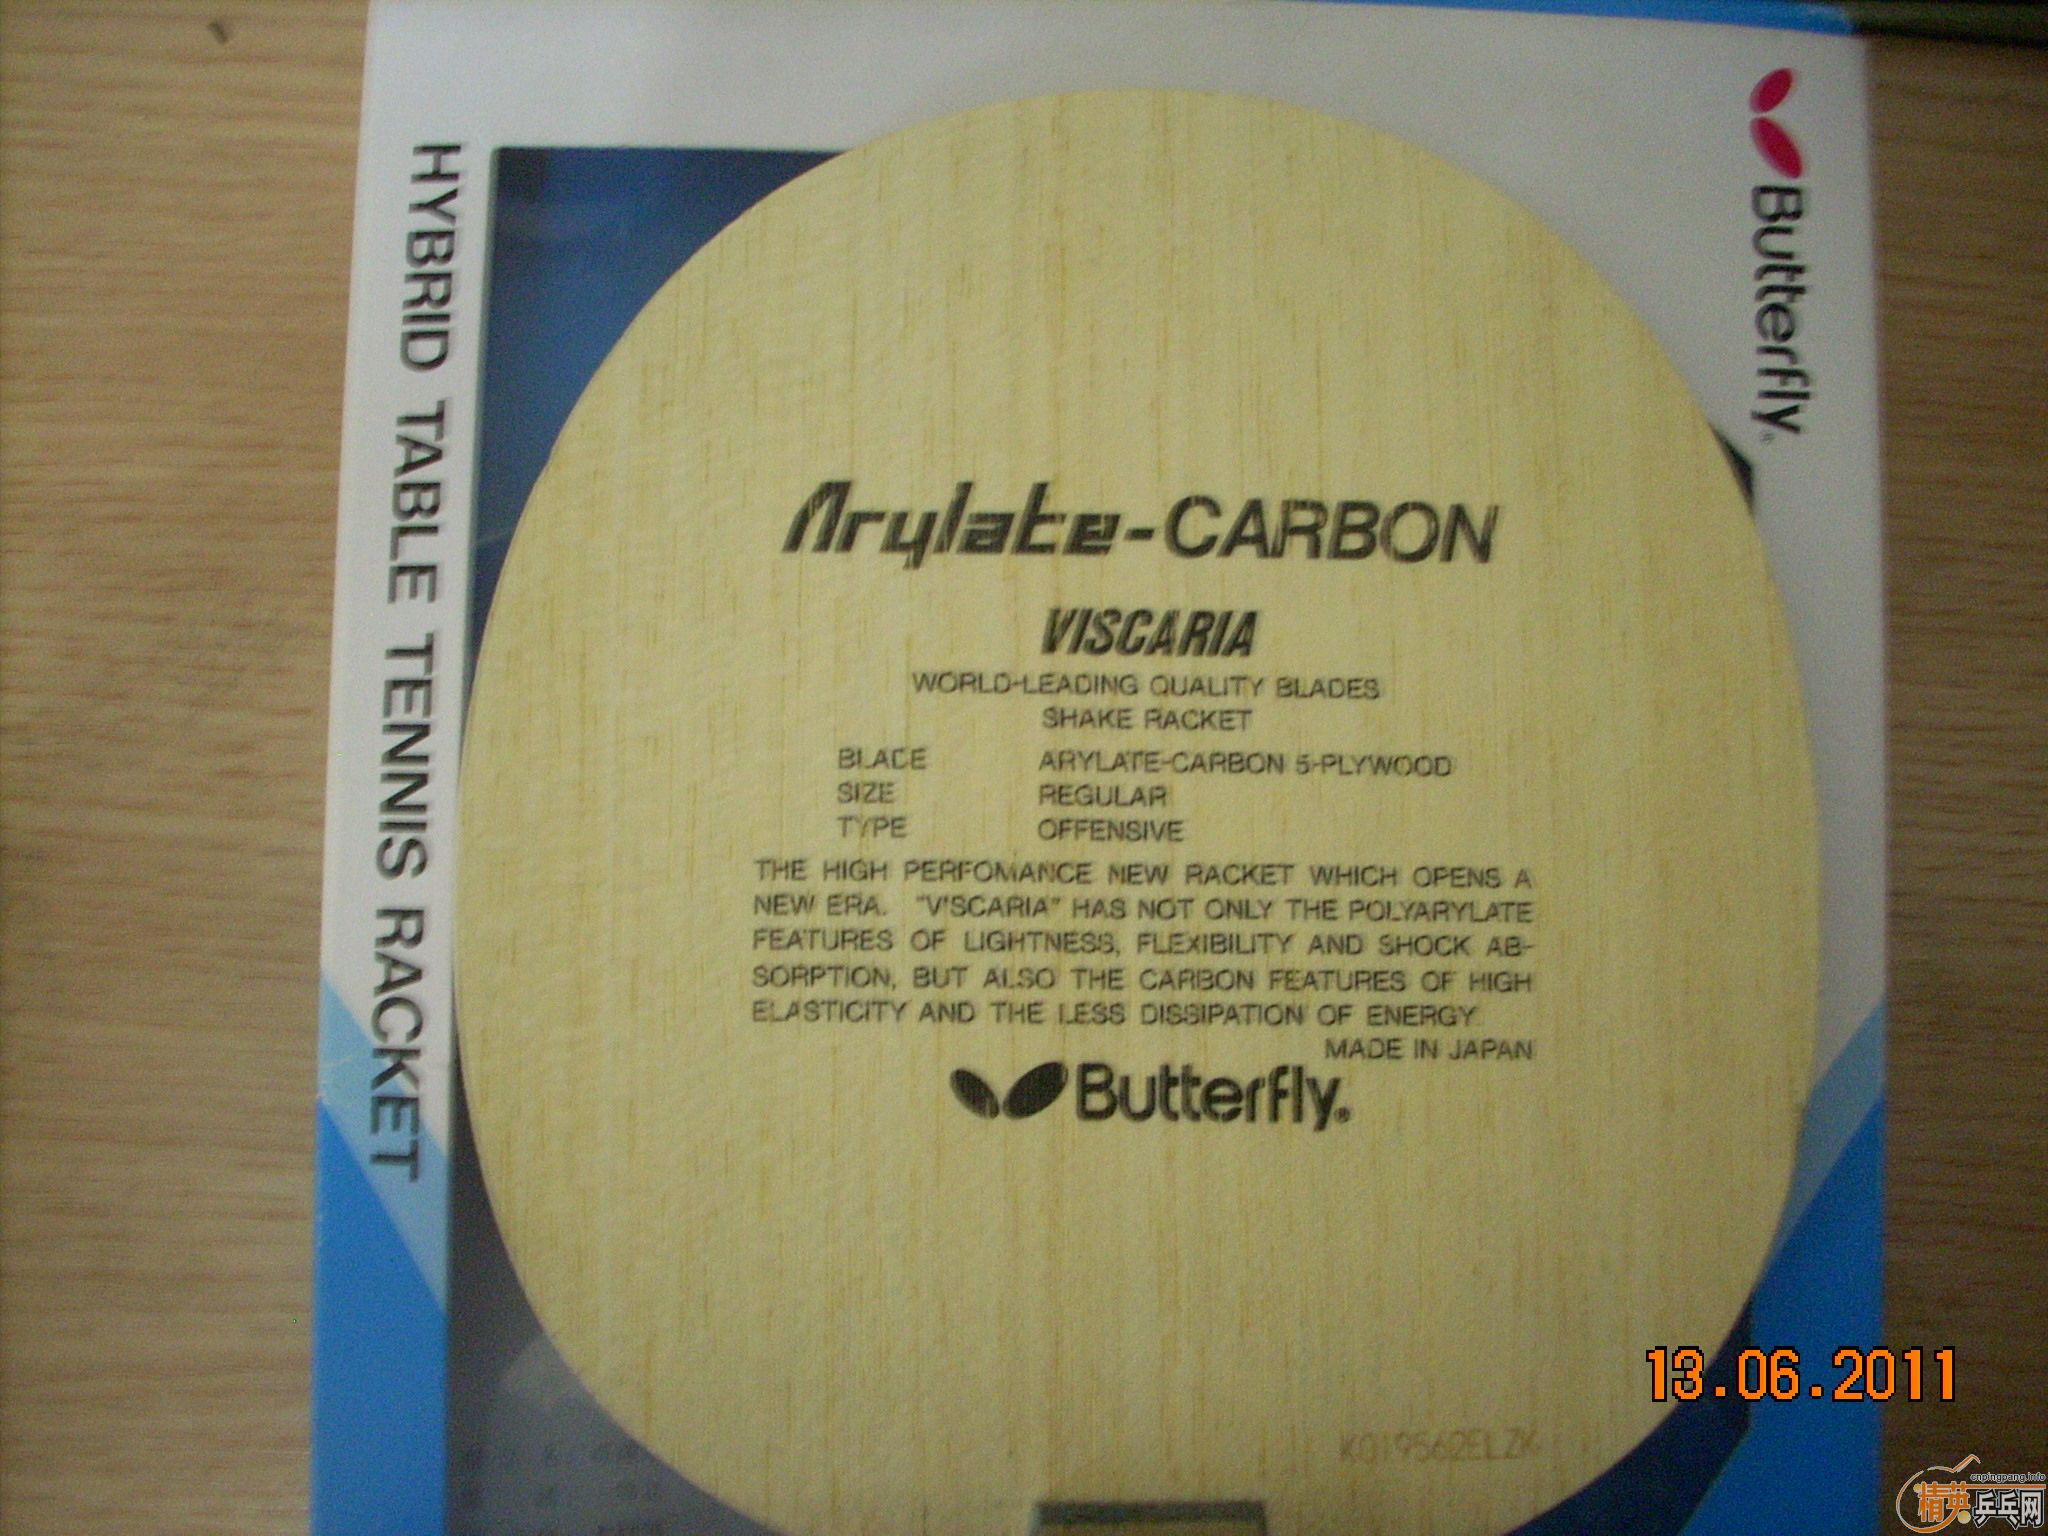 HYBRID TABLE TENNIS RACKET
Butterfly
Arylate-CARBON
VISCARIA
WORLD-LEADING QUALITY BLADES
SHAKE RACKET
BLADE ARYLATE-CARBON 5-PLYWOOD
SIZE REGULAR
TYPE OFFENSIVE
THE HIGH PERFOMANCE NEW RACKET WHICH OPENS A
NEW ERA. "VISCARIA" HAS NOT ONLY THE POLYARYLATE
FEATURES OF LIGHTNESS, FLEXIBILITY AND SHOCK AB-
SORPTION, BUT ALSO THE CARBON FEATURES OF HIGH
ELASTICITY AND THE LESS DISSIPATION OF ENERGY
MADE IN JAPAN
Butterfly
13.06.2011
cnpingpang.info
精英乒乓网